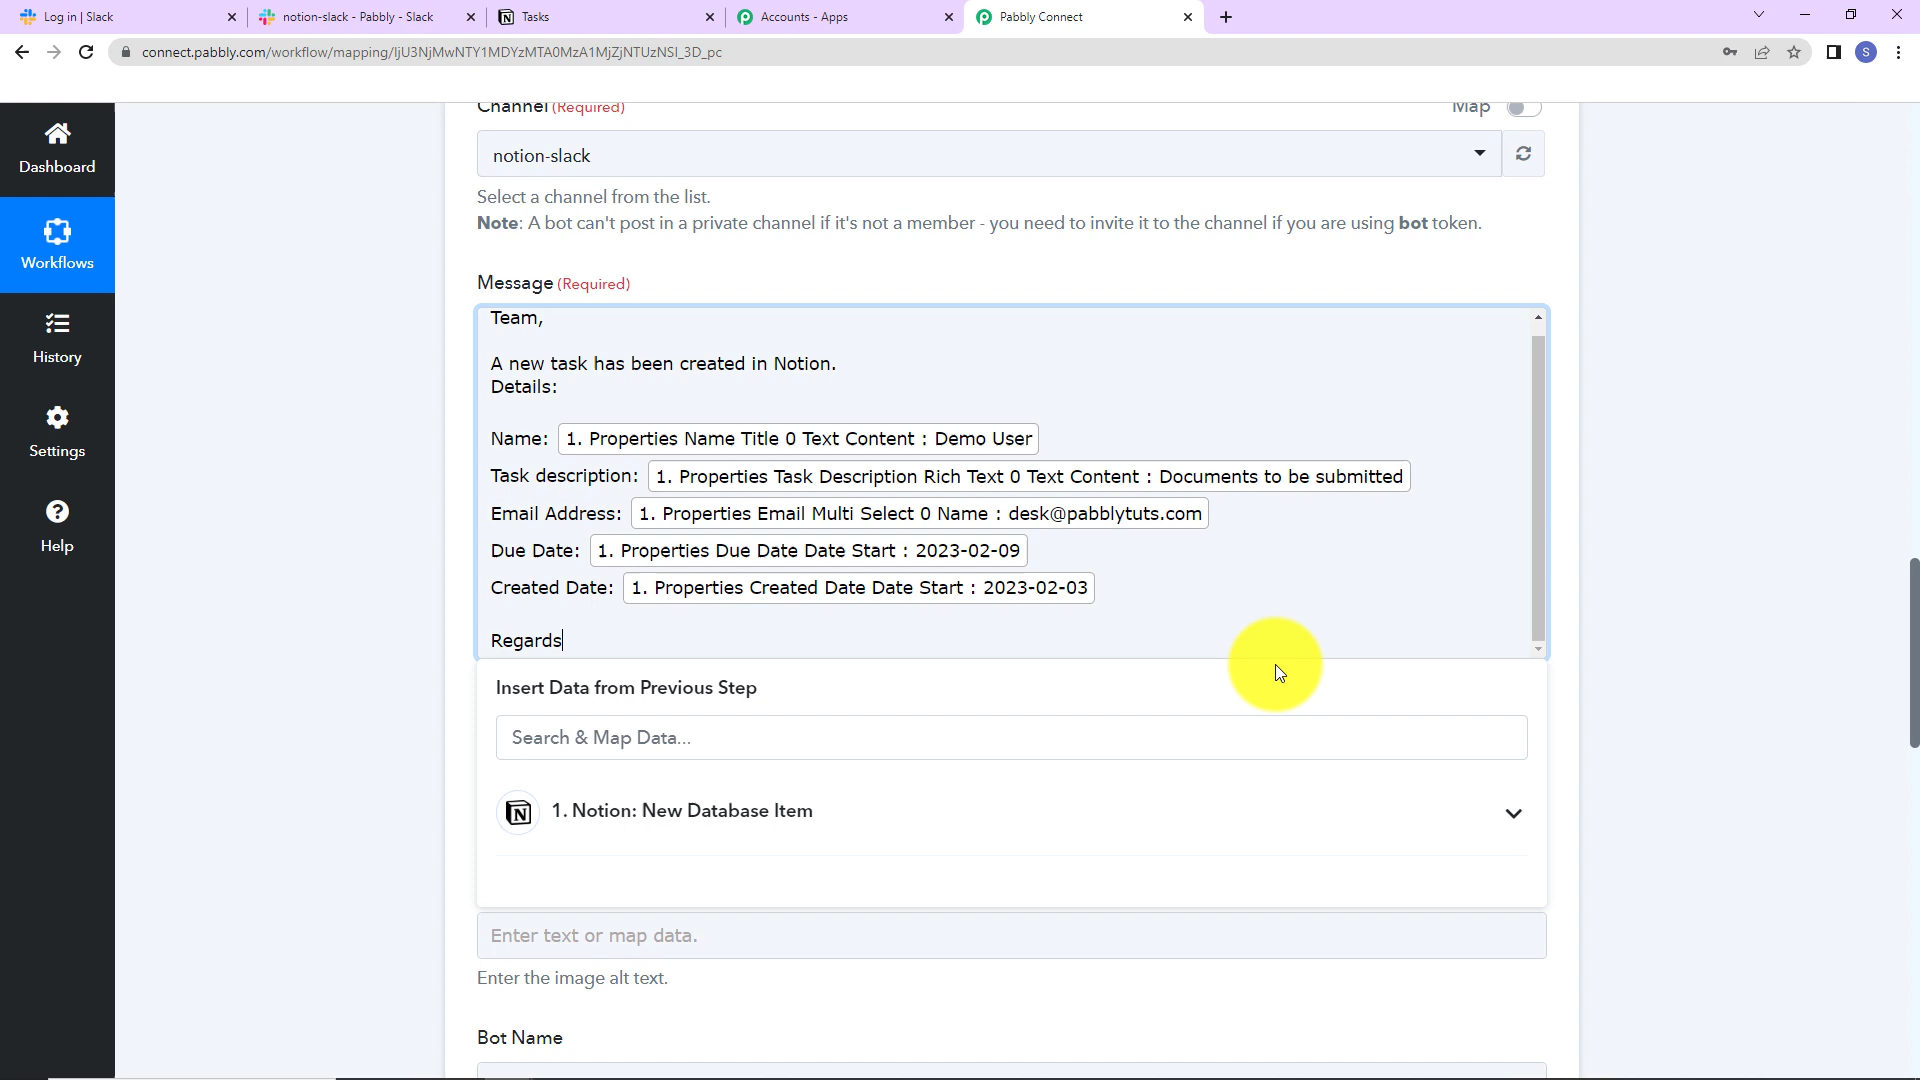 Log in | Slack
notion-slack - Pabbly - Slack
Tasks
Accounts - Apps
Pabbly Connect
connect.pabbly.com/workflow/mapping/IjU3NjMwNTY1MDYzMTA0MzA1MjZjNTUzNSI_3D_pc
S
Channel (Required)
Map
Dashboard
notion-slack
Select a channel from the list.
Note: A bot can't post in a private channel if it's not a member - you need to invite it to the channel if you are using bot token.
Workflows
Message (Required)
Team,
History
A new task has been created in Notion.
Details:
Name: 1. Properties Name Title 0 Text Content : Demo User
Settings
Task description: 1. Properties Task Description Rich Text 0 Text Content : Documents to be submitted
Email Address: 1. Properties Email Multi Select 0 Name : desk@pabblytuts.com
Help
Due Date: 1. Properties Due Date Date Start : 2023-02-09
Created Date: 1. Properties Created Date Date Start : 2023-02-03
Regards
Insert Data from Previous Step
Search & Map Data...
1. Notion: New Database Item
Enter text or map data.
Enter the image alt text.
Bot Name